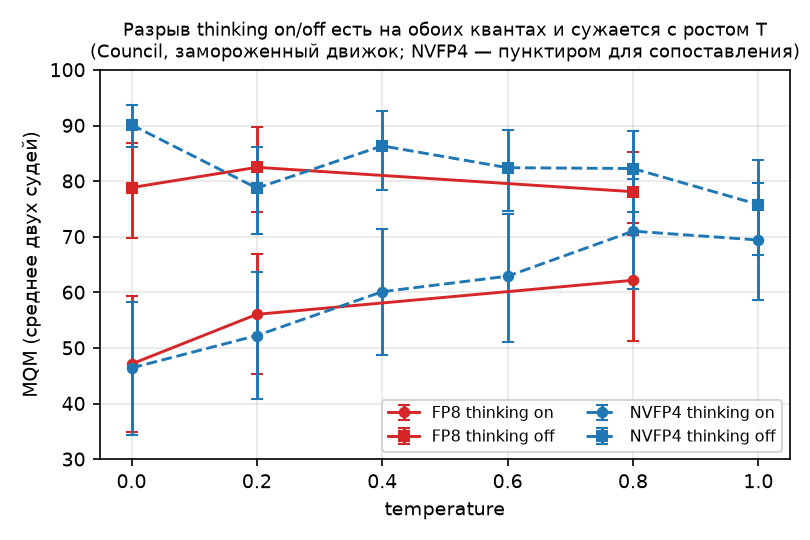 Разрыв thinking on/off есть на обоих квантах и сужается с ростом T
(Council, замороженный движок; NVFP4 — пунктиром для сопоставления)
MQM (среднее двух судей)
100
90
80
70
60
50
40
30
FP8 thinking on
NVFP4 thinking on
FP8 thinking off
NVFP4 thinking off
0.0
0.2
0.4
0.6
0.8
1.0
temperature